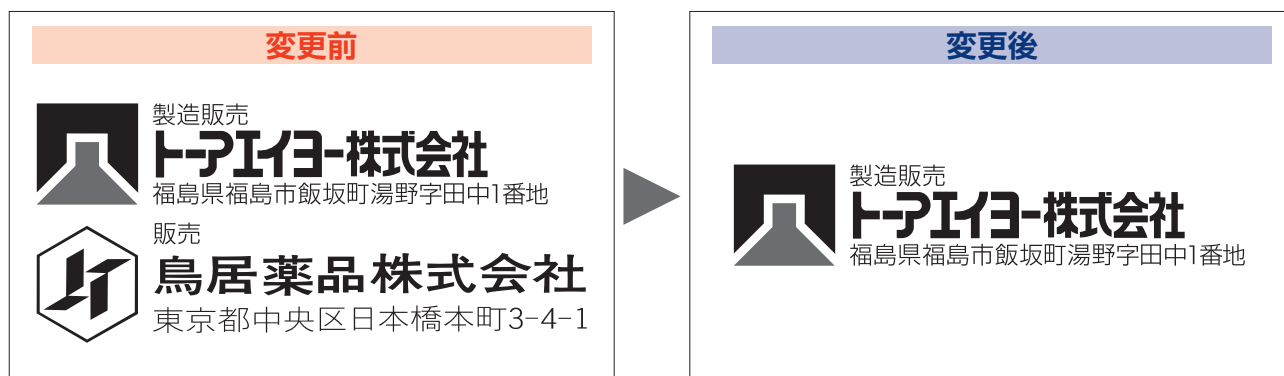 変更前
製造販売
トーアエイヨー株式会社
福島県福島市飯坂町湯野字田中1番地
販売
鳥居薬品株式会社
東京都中央区日本橋本町3-4-1
変更後
製造販売
トーアエイヨー株式会社
福島県福島市飯坂町湯野字田中1番地